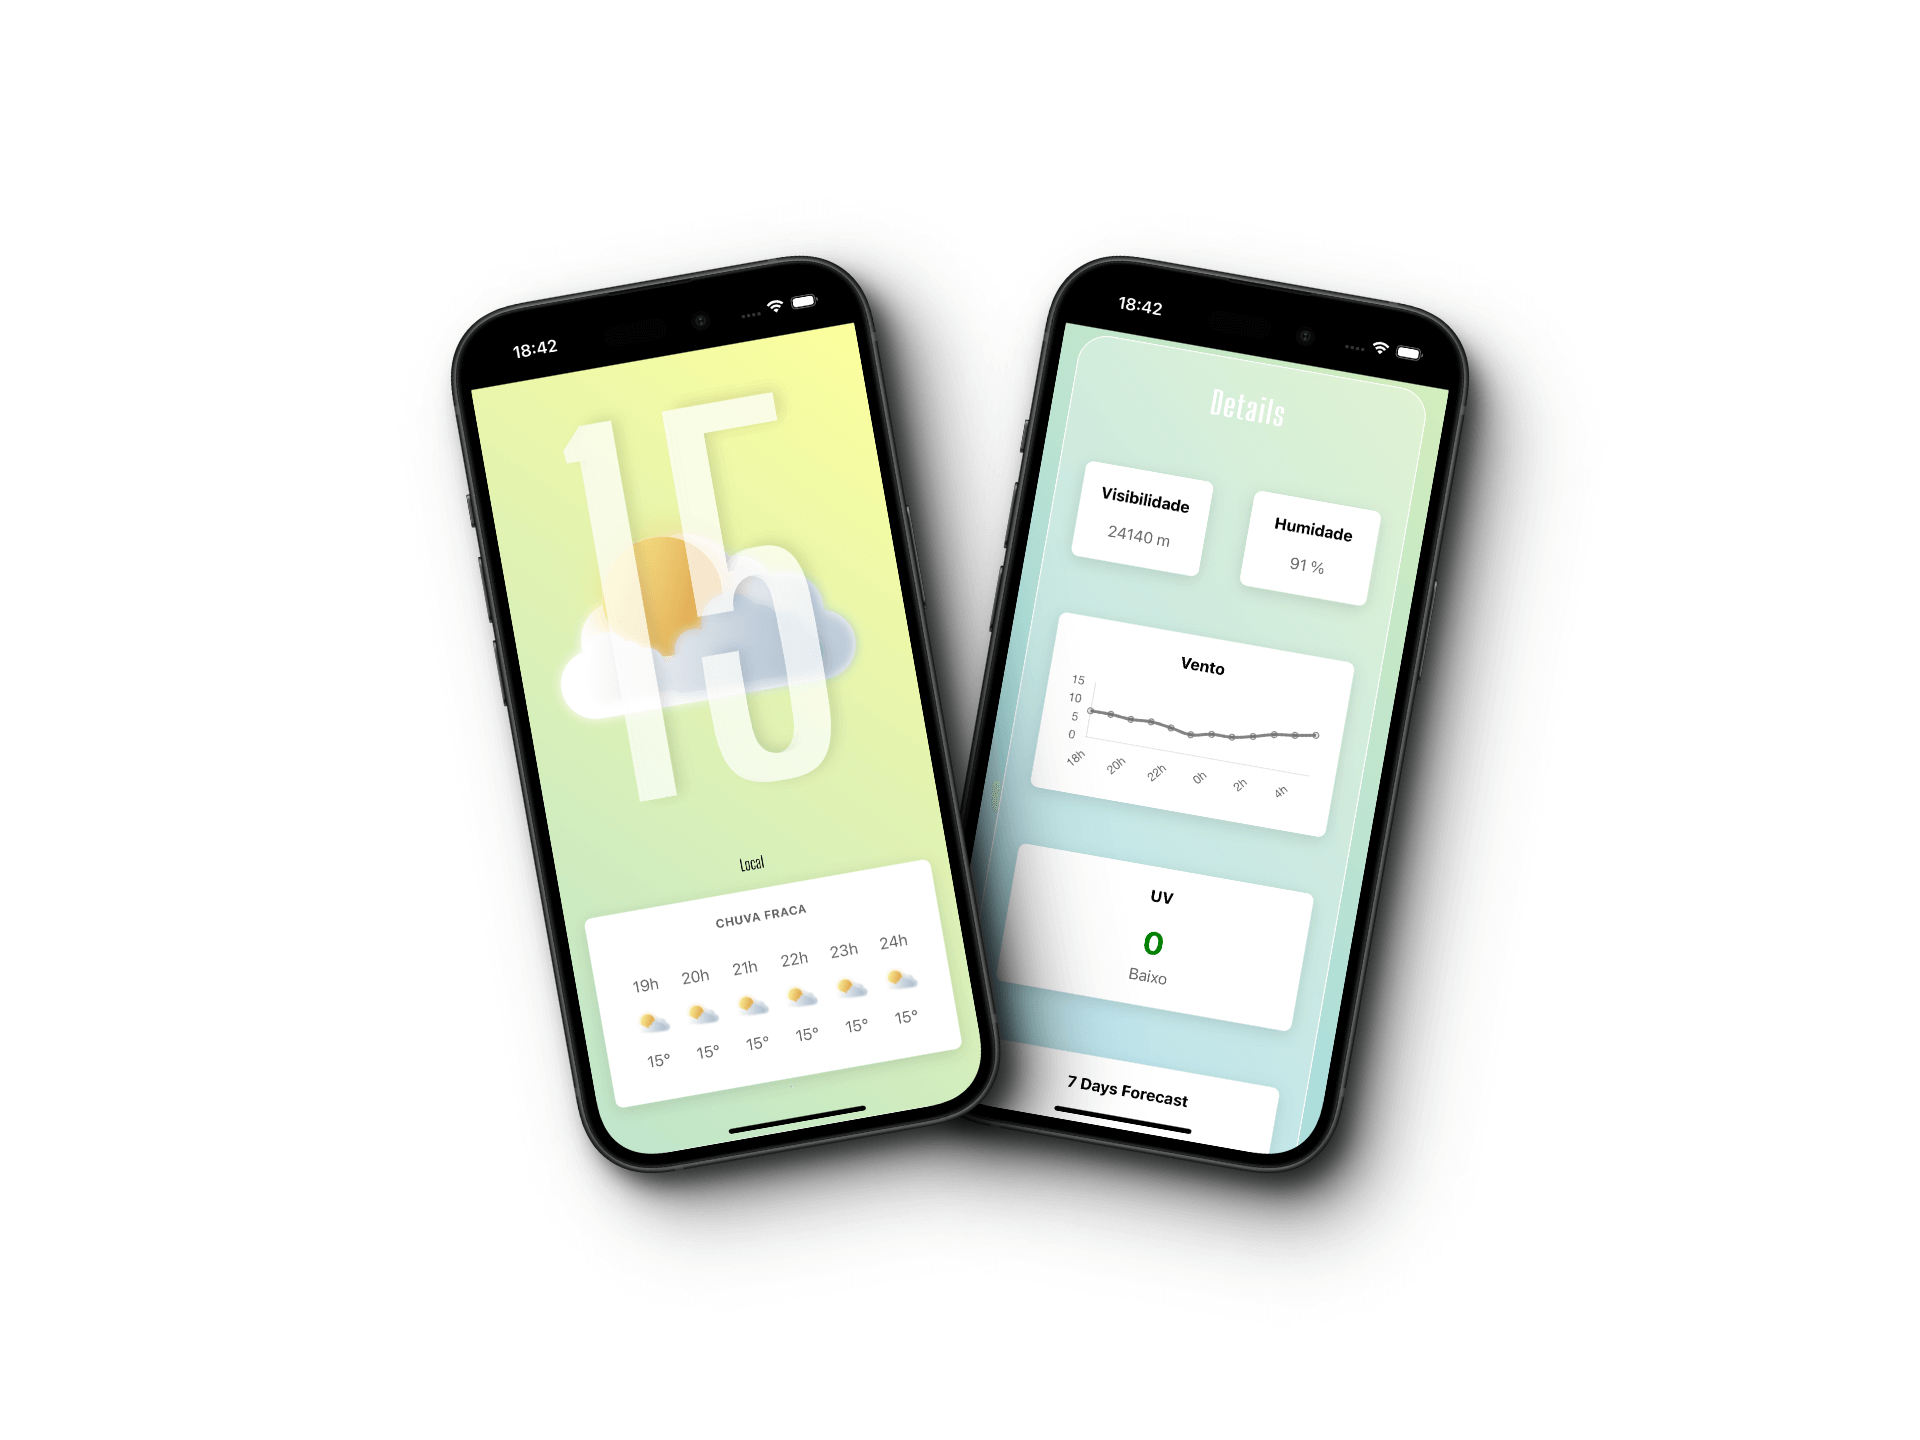 18:42
15
Local
CHUVA FRACA
19h 20h 21h 22h 23h 24h
15° 15° 15° 15° 15° 15°
18:42
Details
Visibilidade
24140 m
Humidade
91 %
Vento
15
10
5
0
18h 20h 22h 0h 2h 4h
UV
0
Baixo
7 Days Forecast